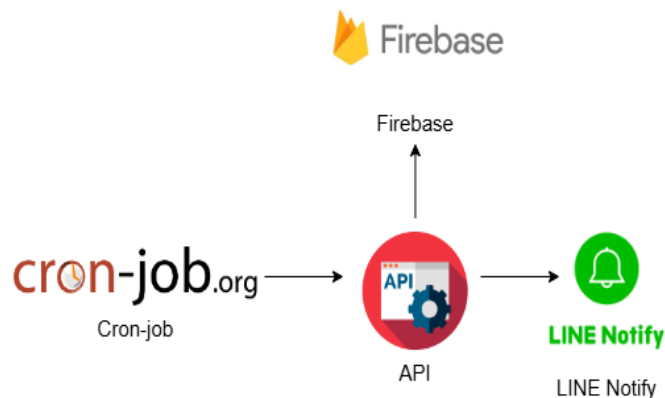 Firebase
Firebase
cron-job.org
Cron-job
API
API
LINE Notify
LINE Notify